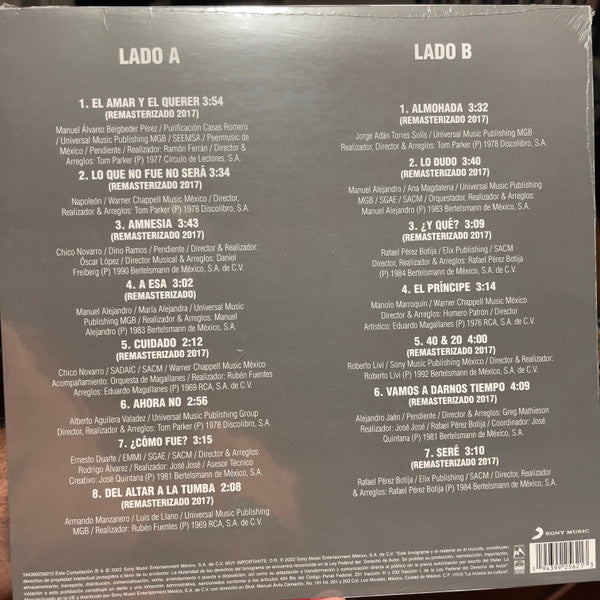 LADO A
1. EL AMAR Y EL QUERER 3:54
(REMASTERIZADO 2017)
Manuel Álvarez Beigbeder Pérez / Purificación Casas Romero
/ Universal Music Publishing MGB / SEEMSA / Peermusic de
México / Pendiente / Realizador: Ramón Ferrán / Director &
Arreglos: Tom Parker (P) 1977 Círculo de Lectores, S.A.
2. LO QUE NO FUE NO SERÁ 3:34
(REMASTERIZADO 2017)
Napoleón / Warner Chappell Music México / Director,
Realizador & Arreglos: Tom Parker (P) 1978 Discolibro, S.A.
3. AMNESIA 3:43
(REMASTERIZADO 2017)
Chico Novarro / Dino Ramos / Pendiente / Director & Realizador:
Óscar López / Director Musical & Arreglos: Daniel
Freiberg (P) 1990 Bertelsmann de México, S.A. de C.V.
4. A ESA 3:02
(REMASTERIZADO)
Manuel Alejandro / María Alejandra / Universal Music
Publishing MGB / Realizador & Arreglos: Manuel
Alejandro (P) 1983 Bertelsmann de México, S.A. de C.V.
5. CUIDADO 2:12
(REMASTERIZADO 2017)
Chico Novarro / SADAIC / SACM / Warner Chappell Music México
Acompañamiento: Orquesta de Magallanes / Realizador: Rubén Fuentes
Arreglos: Eduardo Magallanes (P) 1969 RCA, S.A. de C.V.
6. AHORA NO 2:56
Alberto Aguilera Valadez / Universal Music Publishing Group
Director, Realizador & Arreglos: Tom Parker (P) 1978 Discolibro, S.A.
7. ¿CÓMO FUE? 3:15
Ernesto Duarte / EMMI / SGAE / SACM / Director & Arreglos:
Rodrigo Álvarez / Realizador: José José / Asesor Técnico
Creativo: José Quintana (P) 1981 Bertelsmann de México, S.A.
8. DEL ALTAR A LA TUMBA 2:08
(REMASTERIZADO 2017)
Armando Manzanero / Luis de Llano / Universal Music Publishing
MGB / Realizador: Rubén Fuentes (P) 1969 RCA, S.A. de C.V.
LADO B
1. ALMOHADA 3:32
(REMASTERIZADO 2017)
Jorge Adán Torres Solis / Universal Music Publishing MGB
Director, Realizador & Arreglos: Tom Parker (P) 1978 Discolibro, S.A.
2. LO DUDO 3:40
(REMASTERIZADO 2017)
Manuel Alejandro / Ana Magdalena / Universal Music Publishing
MGB / SGAE / SACM / Orquestador, Realizador & Arreglos:
Manuel Alejandro (P) 1983 Bertelsmann de México, S.A. de C.V.
3. ¿Y QUÉ? 3:09
(REMASTERIZADO 2017)
Rafael Pérez Botija / Elix Publishing / SACM
Director, Realizador & Arreglos: Rafael Pérez Botija
(P) 1984 Bertelsmann de México, S.A. de C.V.
4. EL PRÍNCIPE 3:14
Manolo Marroquín / Warner Chappell Music México /
Director & Arreglos: Homero Patrón / Director
Artístico: Eduardo Magallanes (P) 1976 RCA, S.A. de C.V.
5. 40 & 20 4:00
(REMASTERIZADO 2017)
Roberto Livi / Sony Music Publishing México / Director & Realizador:
Roberto Livi (P) 1992 Bertelsmann de México, S.A. de C.V.
6. VAMOS A DARNOS TIEMPO 4:09
(REMASTERIZADO 2017)
Alejandro Jaén / Pendiente / Director & Arreglos: Greg Mathieson
Realizador: José José / Rafael Pérez Botija / Coordinador: José
Quintana (P) 1981 Bertelsmann de México, S.A. de C.V.
7. SERÉ 3:10
(REMASTERIZADO 2017)
Rafael Pérez Botija / Elix Publishing / SACM / Director, Realizador
& Arreglos: Rafael Pérez Botija (P) 1984 Bertelsmann de México, S.A.
SONY MUSIC
1 94399 25621 3